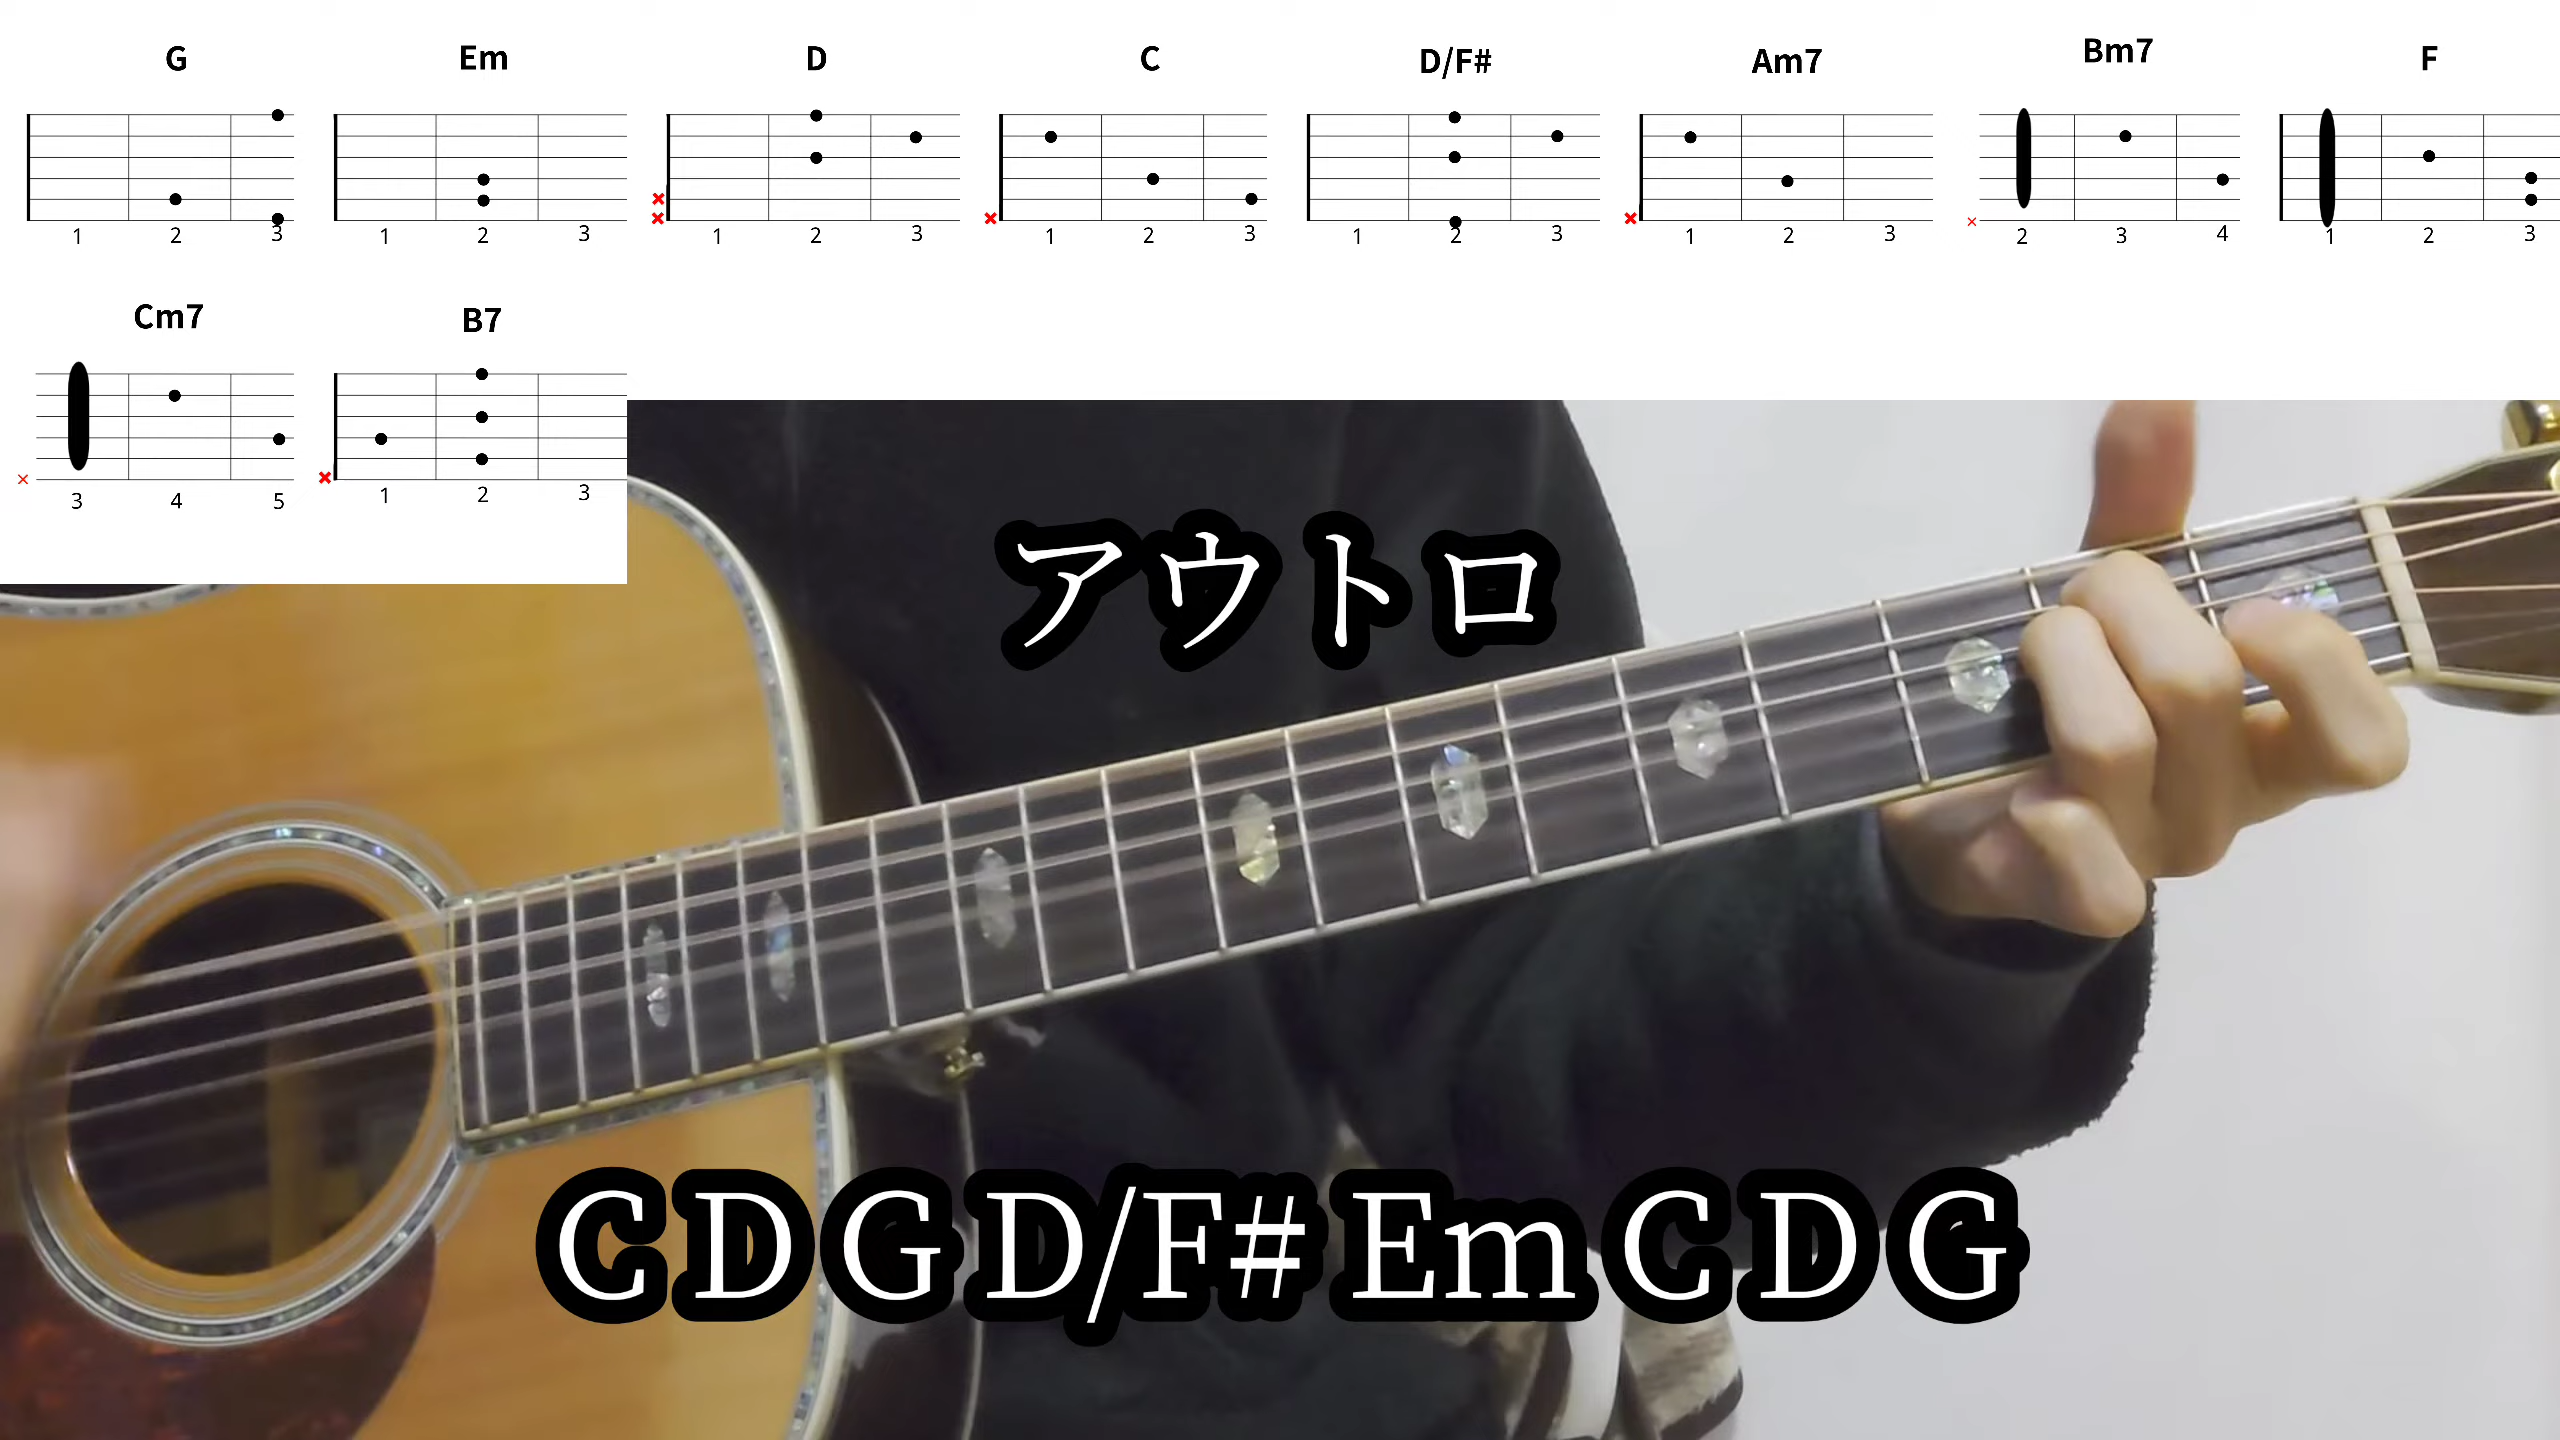 G Em D C D/F# Am7 Bm7 F
1 2 3 1 2 3 1 2 3 1 2 3 1 2 3 1 2 3 2 3 4 1 2 3
Cm7 B7
3 4 5 1 2 3
アウトロ
C D G D/F# Em C D G